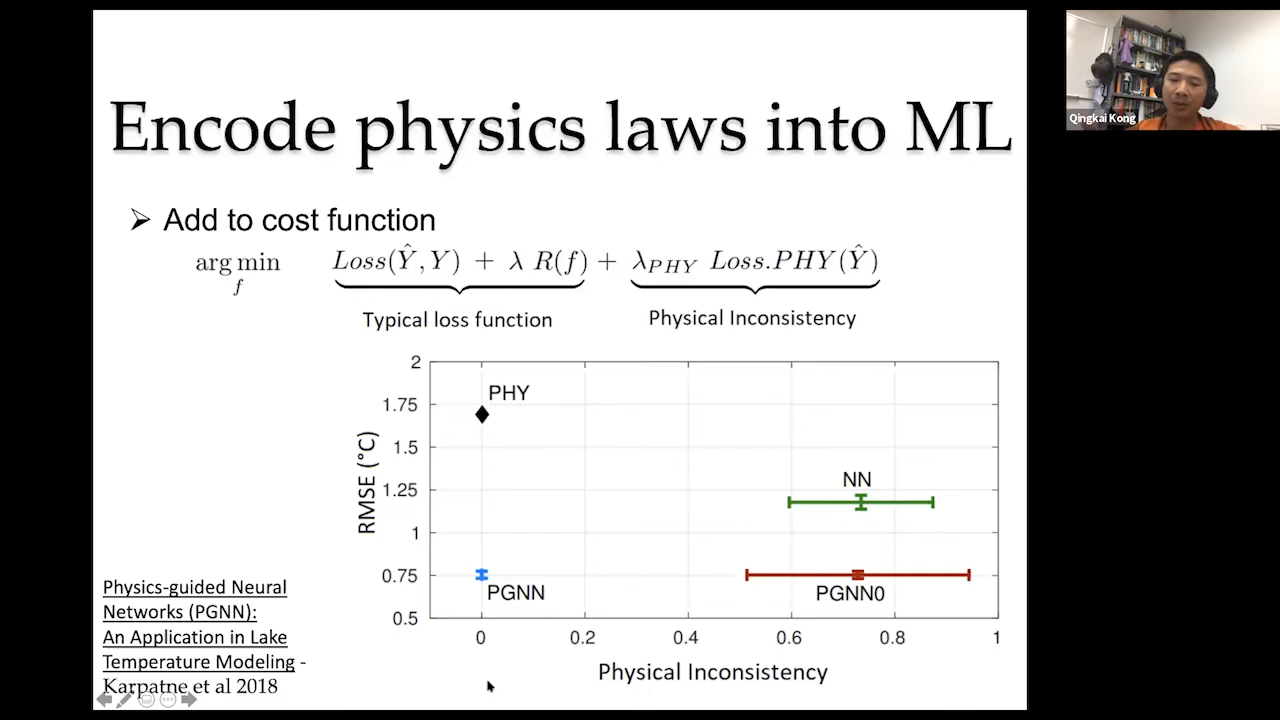 Encode physics laws into ML
➢ Add to cost function
arg min f Loss(Ŷ, Y) + λ R(f) + λ_PHY Loss.PHY(Ŷ)
Typical loss function
Physical Inconsistency
2
1.75
1.5
1.25
1
0.75
0.5
RMSE (°C)
PHY
NN
PGNN
PGNN0
0 0.2 0.4 0.6 0.8 1
Physical Inconsistency
Physics-guided Neural
Networks (PGNN):
An Application in Lake
Temperature Modeling -
Karpatne et al 2018
Qingkai Kong